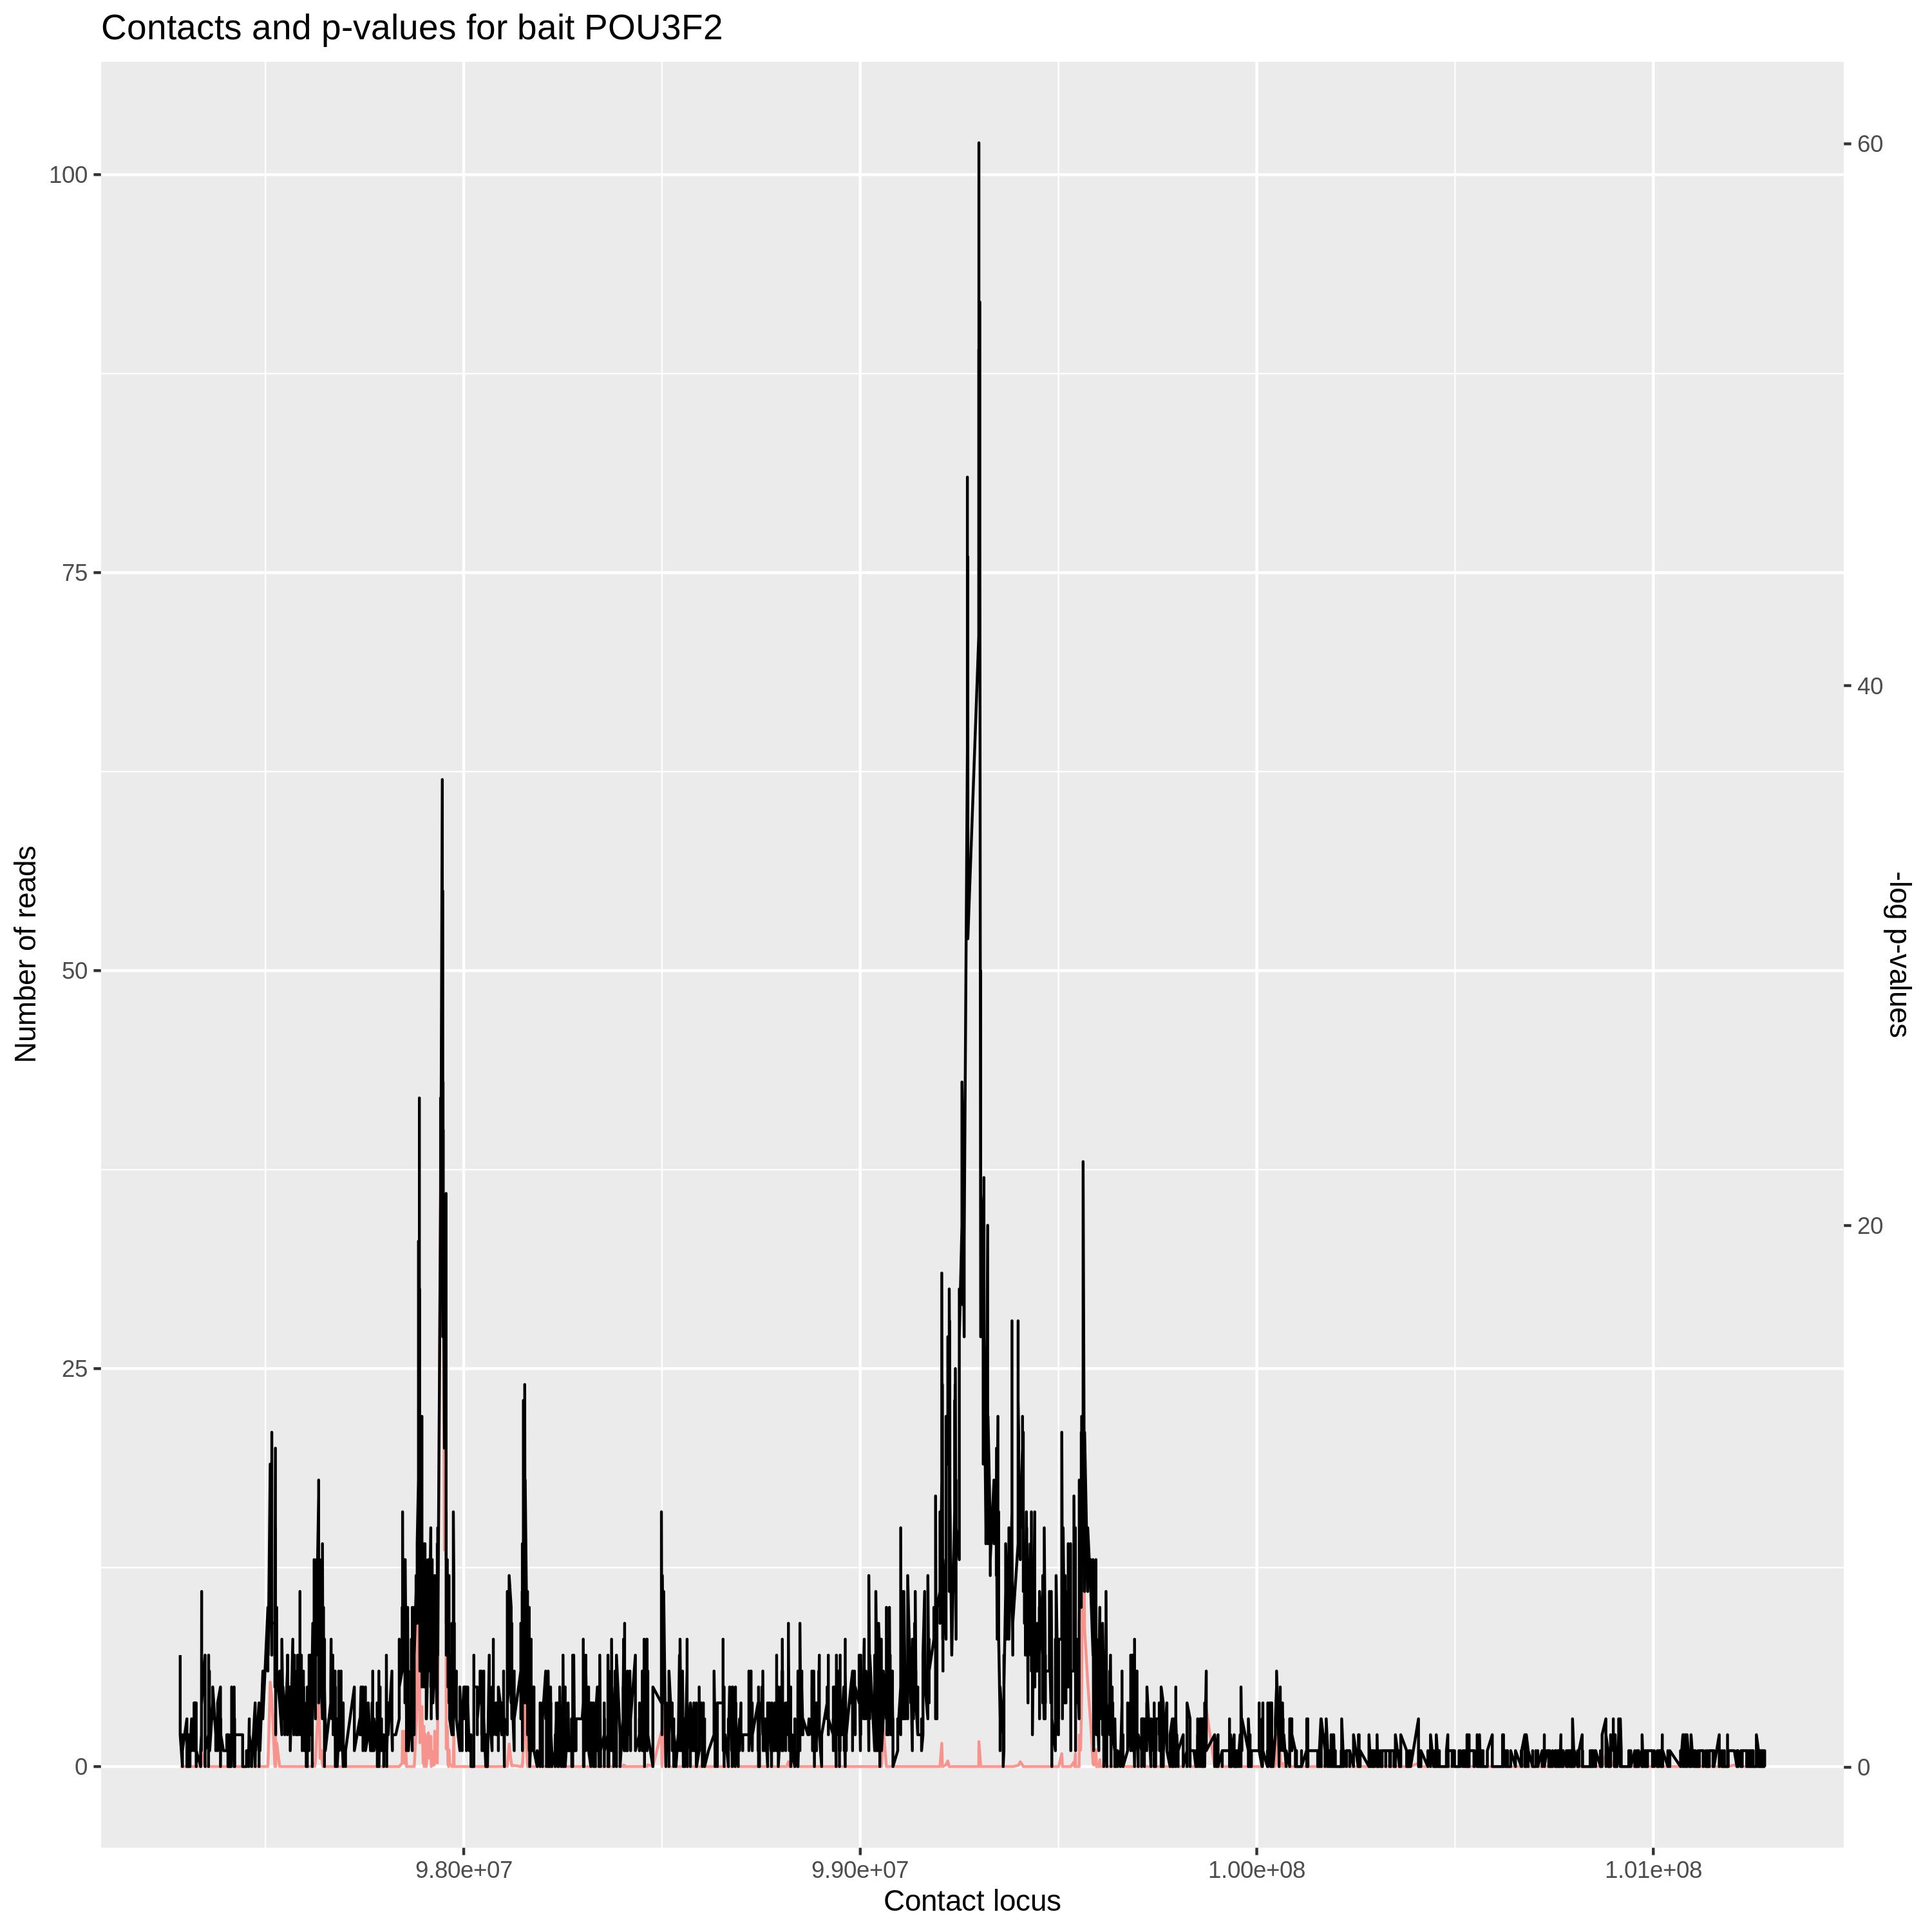 Contacts and p-values for bait POU3F2
100
75
50
25
0
Number of reads
60
40
20
0
-log p-values
9.80e+07
9.90e+07
1.00e+08
1.01e+08
Contact locus